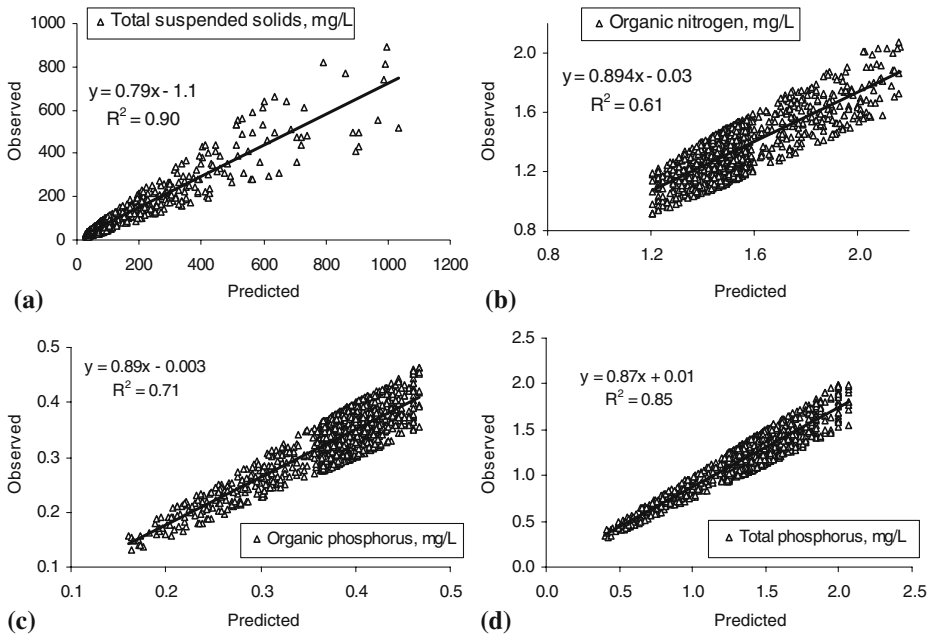 Total suspended solids, mg/L
y = 0.79x - 1.1
R² = 0.90
Observed
1000
800
600
400
200
0
0 200 400 600 800 1000 1200
Predicted
(a)
Organic nitrogen, mg/L
y = 0.894x - 0.03
R² = 0.61
Observed
2.0
1.6
1.2
0.8
0.8 1.2 1.6 2.0
Predicted
(b)
y = 0.89x - 0.003
R² = 0.71
Observed
0.5
0.4
0.3
0.2
0.1
Organic phosphorus, mg/L
0.1 0.2 0.3 0.4 0.5
Predicted
(c)
y = 0.87x + 0.01
R² = 0.85
Observed
2.5
2.0
1.5
1.0
0.5
0.0
Total phosphorus, mg/L
0.0 0.5 1.0 1.5 2.0 2.5
Predicted
(d)